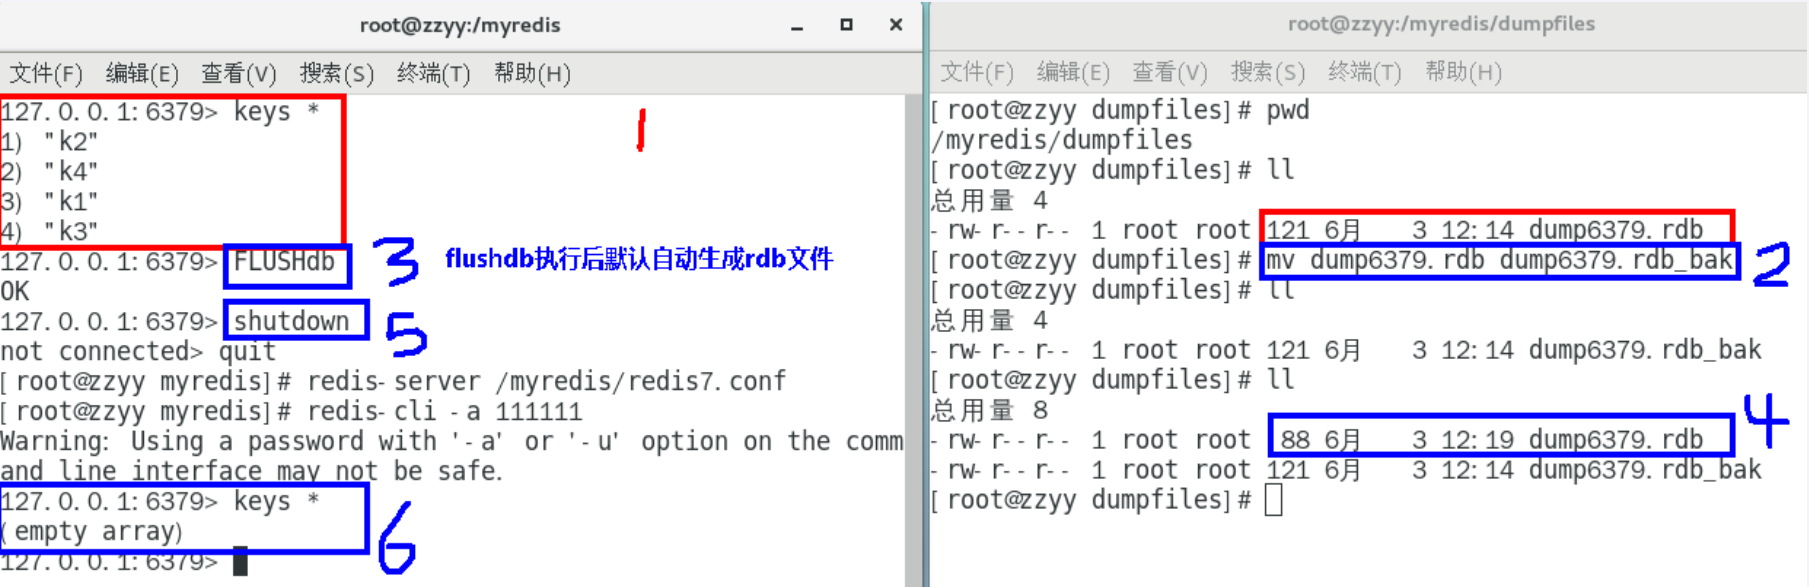 root@zzyy:/myredis
文件(F) 编辑(E) 查看(V) 搜索(S) 终端(T) 帮助(H)
127.0.0.1:6379> keys *
1) "k2"
2) "k4"
3) "k1"
4) "k3"
1
127.0.0.1:6379> FLUSHdb
3 flushdb执行后默认自动生成rdb文件
OK
127.0.0.1:6379> shutdown
5
not connected> quit
[root@zzyy myredis]# redis-server /myredis/redis7.conf
[root@zzyy myredis]# redis-cli -a 111111
Warning: Using a password with '-a' or '-u' option on the comm
and line interface may not be safe.
127.0.0.1:6379> keys *
(empty array)
6
127.0.0.1:6379>
root@zzyy:/myredis/dumpfiles
文件(F) 编辑(E) 查看(V) 搜索(S) 终端(T) 帮助(H)
[root@zzyy dumpfiles]# pwd
/myredis/dumpfiles
[root@zzyy dumpfiles]# ll
总用量 4
-rw-r--r-- 1 root root 121 6月 3 12:14 dump6379.rdb
[root@zzyy dumpfiles]# mv dump6379.rdb dump6379.rdb_bak
2
[root@zzyy dumpfiles]# ll
总用量 4
-rw-r--r-- 1 root root 121 6月 3 12:14 dump6379.rdb_bak
[root@zzyy dumpfiles]# ll
总用量 8
-rw-r--r-- 1 root root 88 6月 3 12:19 dump6379.rdb
4
-rw-r--r-- 1 root root 121 6月 3 12:14 dump6379.rdb_bak
[root@zzyy dumpfiles]#